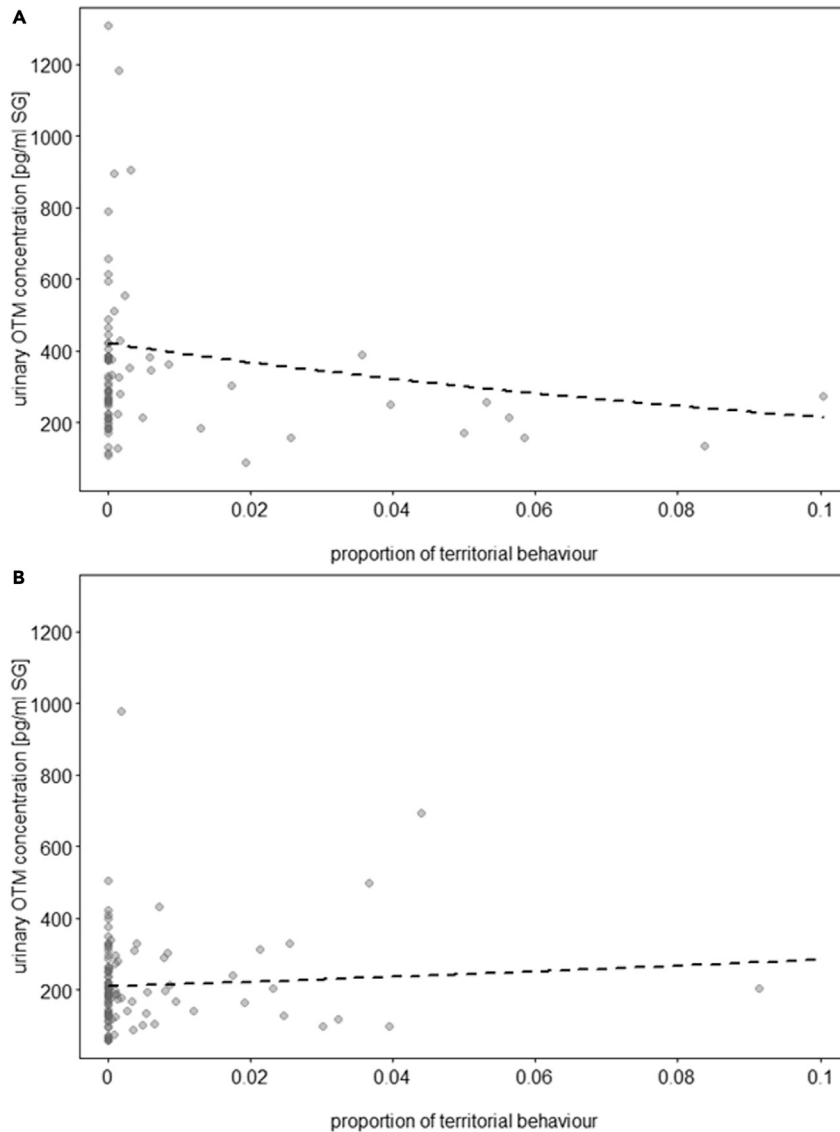 A
urinary OTM concentration [pg/ml SG]
1200
1000
800
600
400
200
0 0.02 0.04 0.06 0.08 0.1
proportion of territorial behaviour
B
urinary OTM concentration [pg/ml SG]
1200
1000
800
600
400
200
0 0.02 0.04 0.06 0.08 0.1
proportion of territorial behaviour